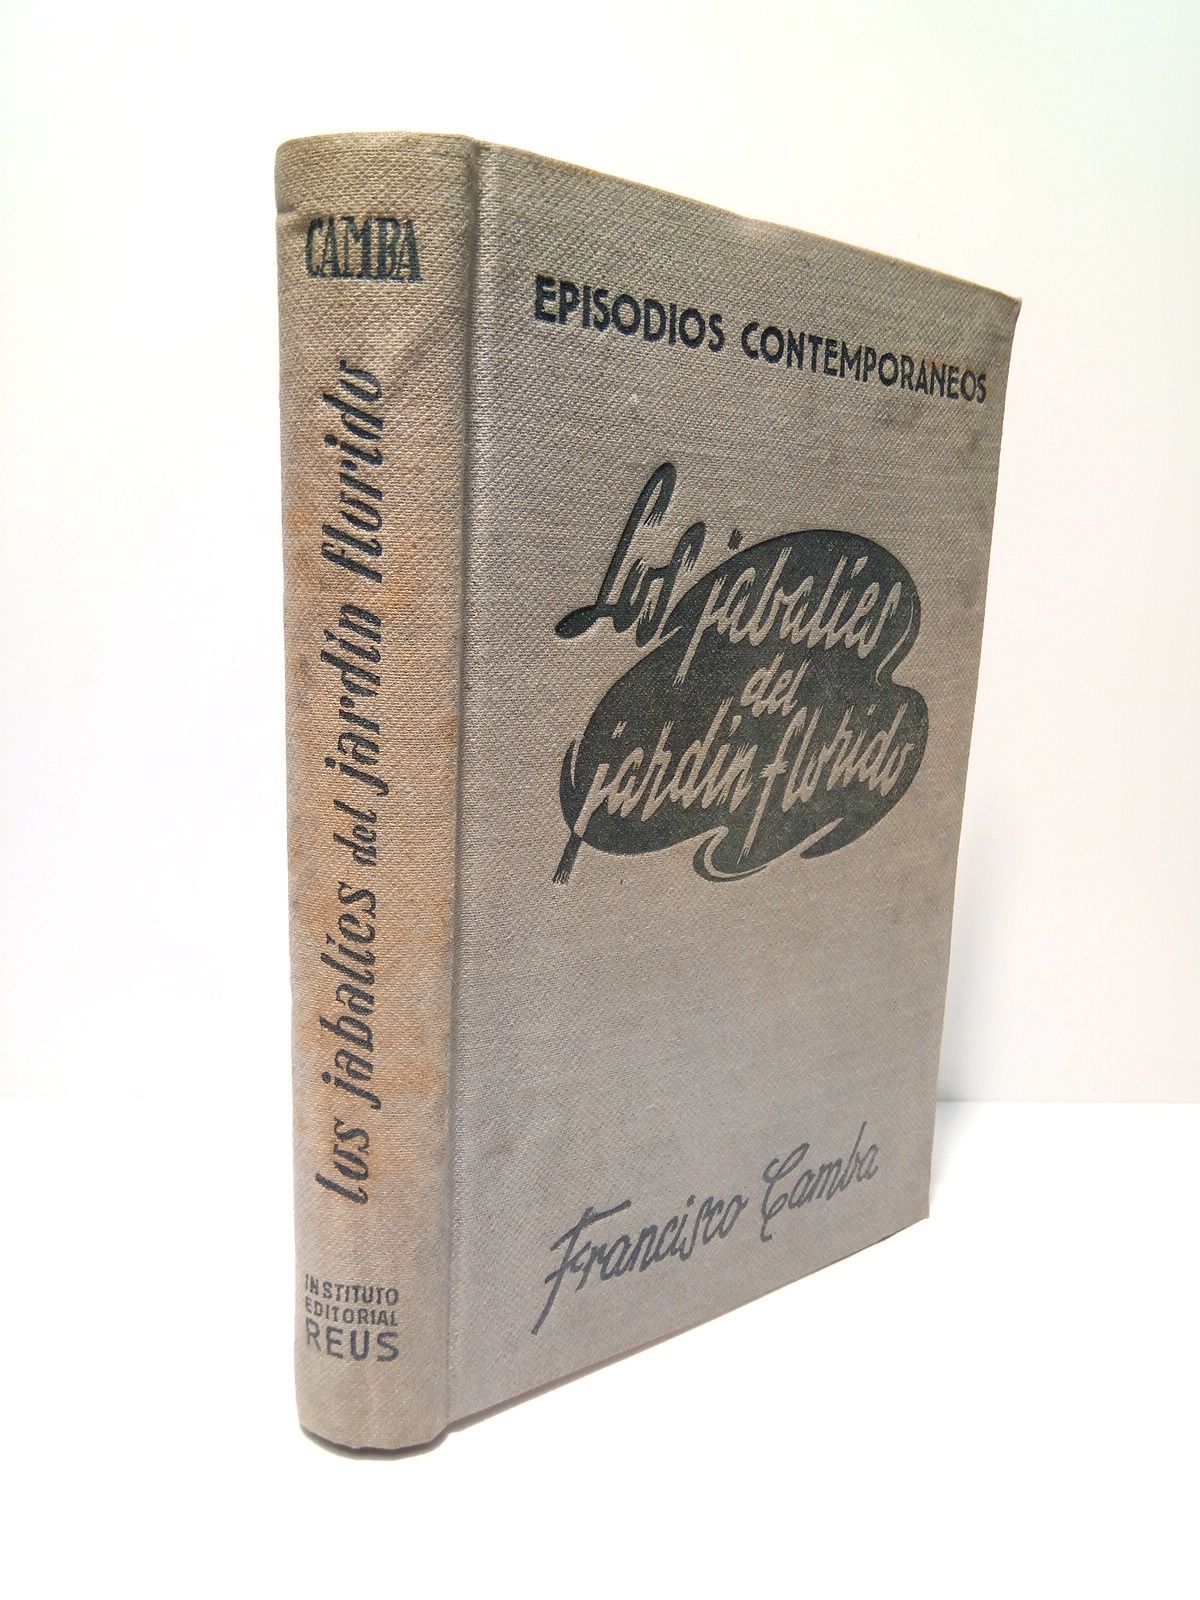 CAMBA
Los jabalíes del jardín florido
INSTITUTO
EDITORIAL
REUS
EPISODIOS CONTEMPORANEOS
Los jabalíes
del
jardín florido
Francisco Camba